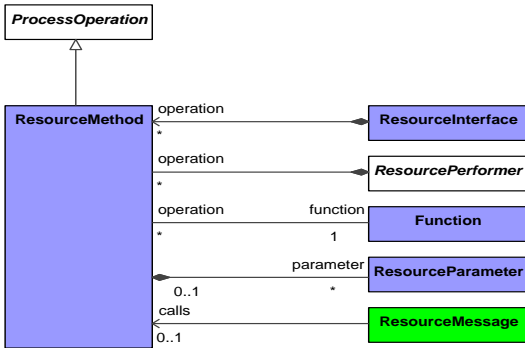 ProcessOperation
ResourceMethod
operation
*
ResourceInterface
operation
*
ResourcePerformer
operation
*
function
1
Function
parameter
0..1
*
ResourceParameter
calls
0..1
ResourceMessage